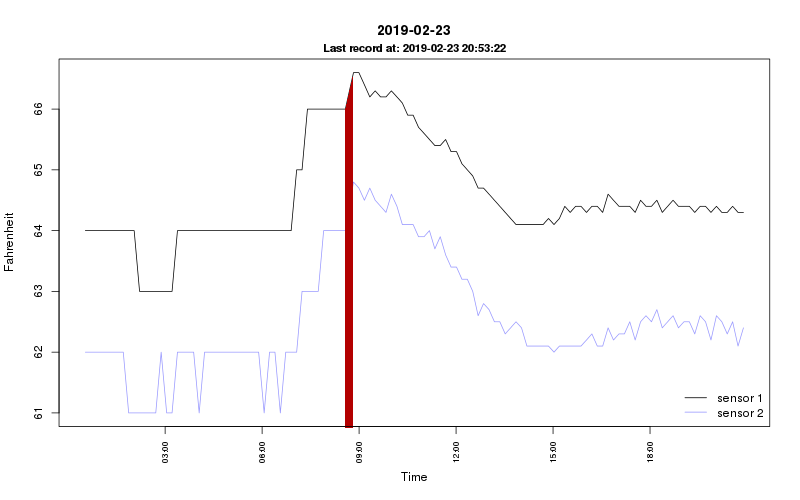 2019-02-23
Last record at: 2019-02-23 20:53:22
Fahrenheit
66
65
64
63
62
61
sensor 1
sensor 2
03:00 06:00 09:00 12:00 15:00 18:00
Time